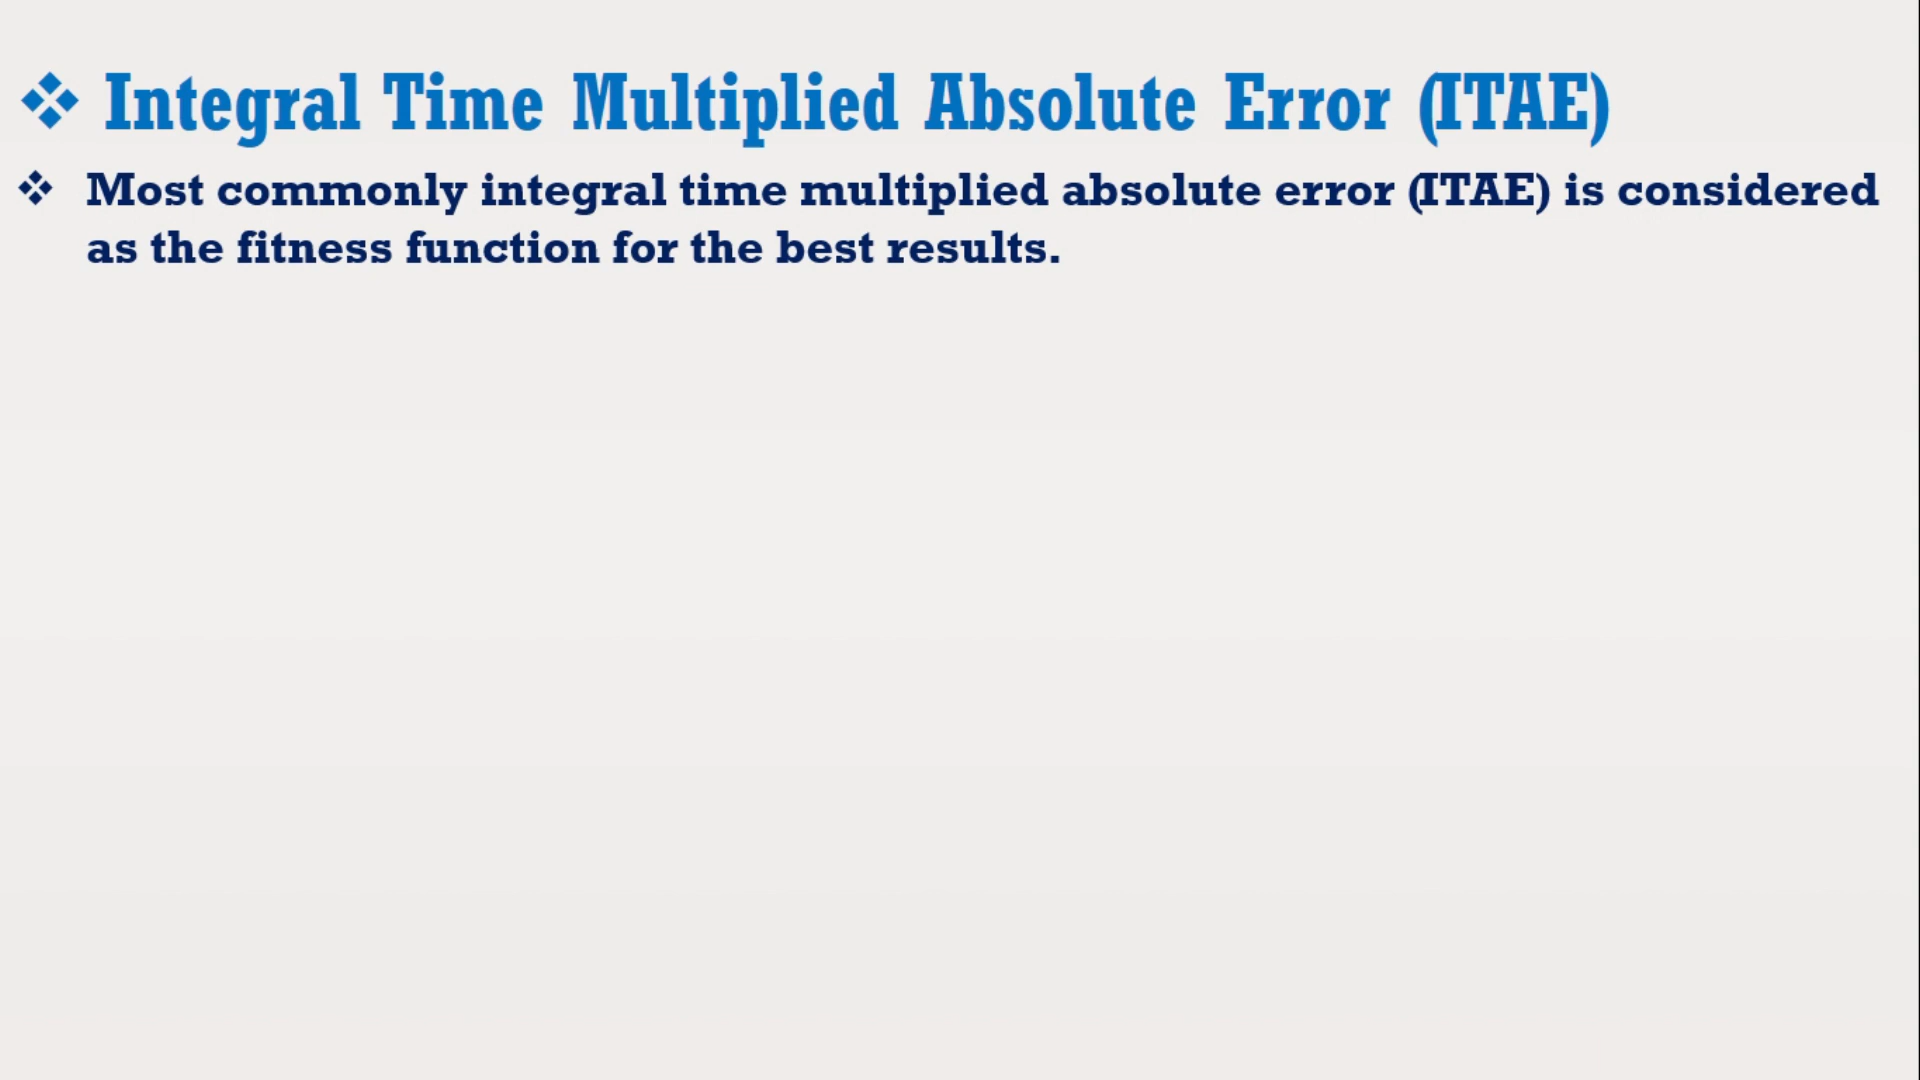 ❖ Integral Time Multiplied Absolute Error (ITAE)
❖ Most commonly integral time multiplied absolute error (ITAE) is considered
as the fitness function for the best results.